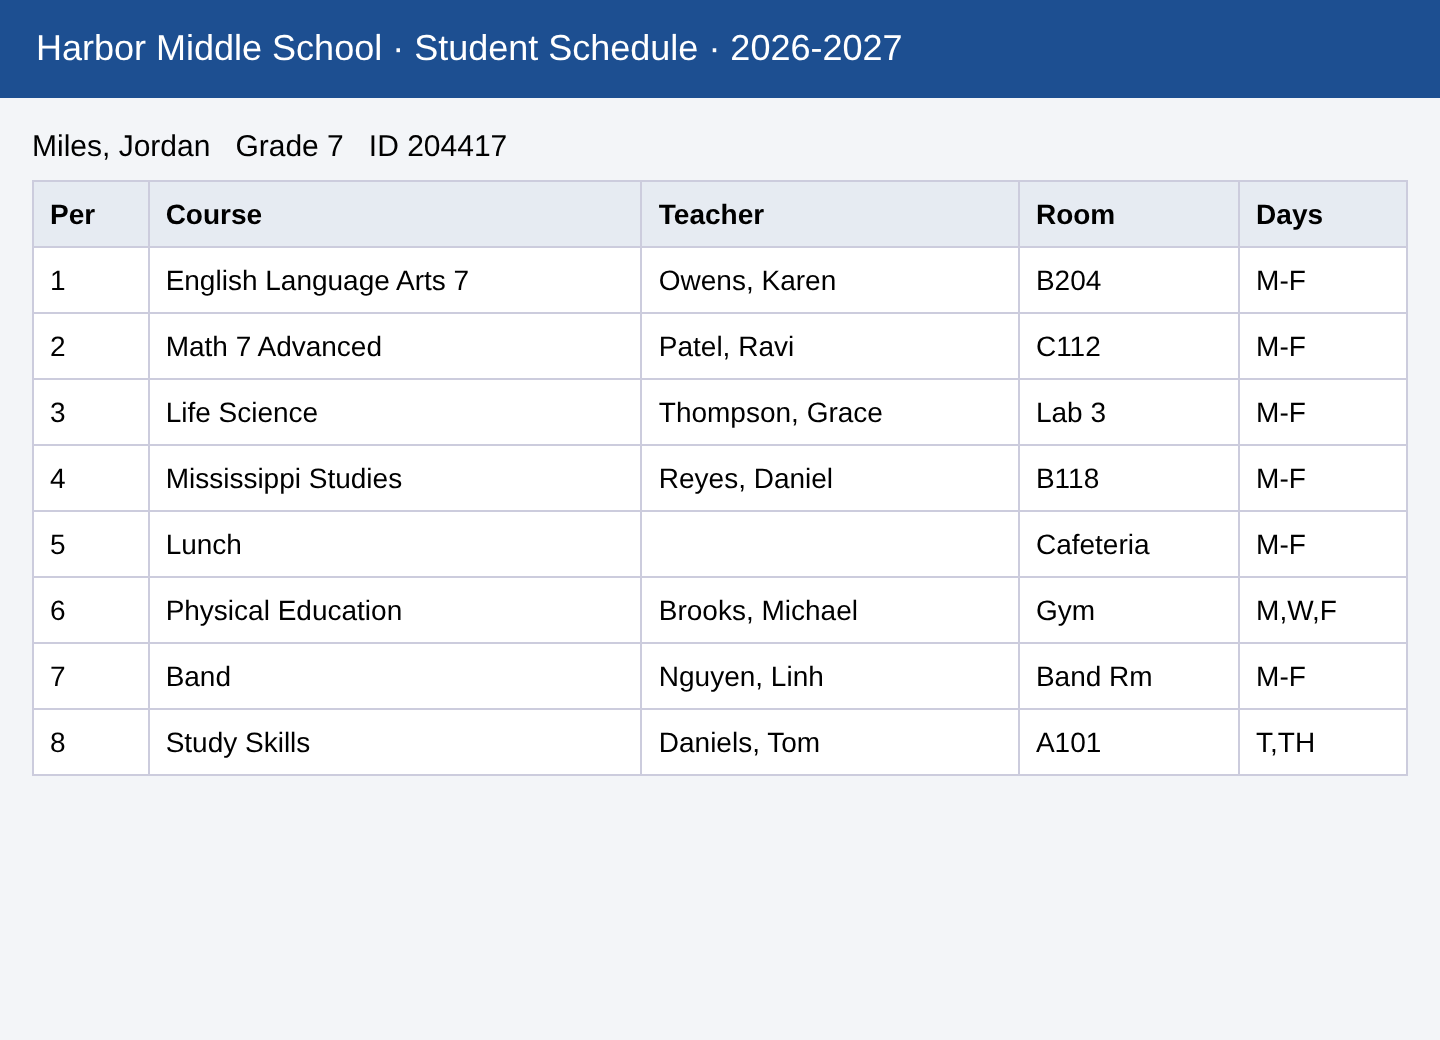 Harbor Middle School · Student Schedule · 2026-2027
Miles, Jordan Grade 7 ID 204417
Per Course Teacher Room Days
1 English Language Arts 7 Owens, Karen B204 M-F
2 Math 7 Advanced Patel, Ravi C112 M-F
3 Life Science Thompson, Grace Lab 3 M-F
4 Mississippi Studies Reyes, Daniel B118 M-F
5 Lunch Cafeteria M-F
6 Physical Education Brooks, Michael Gym M,W,F
7 Band Nguyen, Linh Band Rm M-F
8 Study Skills Daniels, Tom A101 T,TH